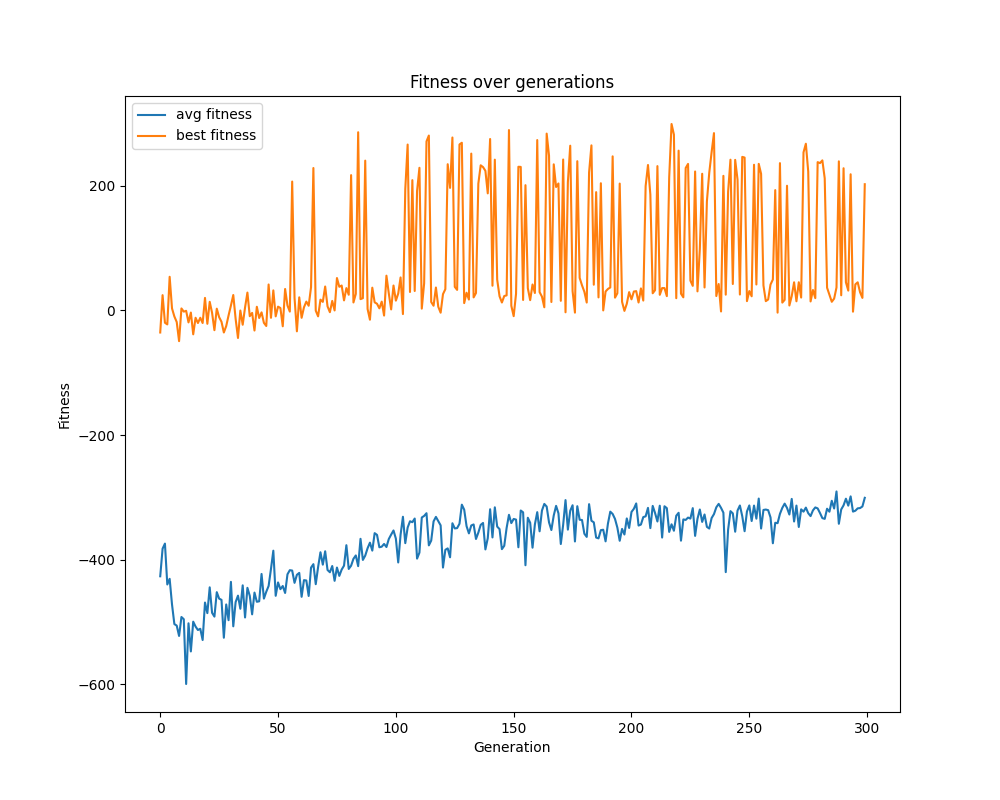 Fitness over generations
avg fitness
best fitness
200
0
−200
−400
−600
Fitness
0 50 100 150 200 250 300
Generation